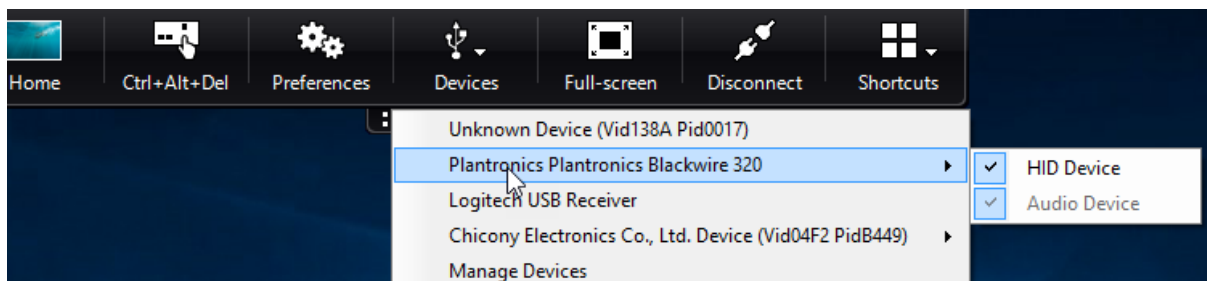 Home Ctrl+Alt+Del Preferences Devices Full-screen Disconnect Shortcuts
Unknown Device (Vid138A Pid0017)
Plantronics Plantronics Blackwire 320
HID Device
Logitech USB Receiver
Audio Device
Chicony Electronics Co., Ltd. Device (Vid04F2 PidB449)
Manage Devices